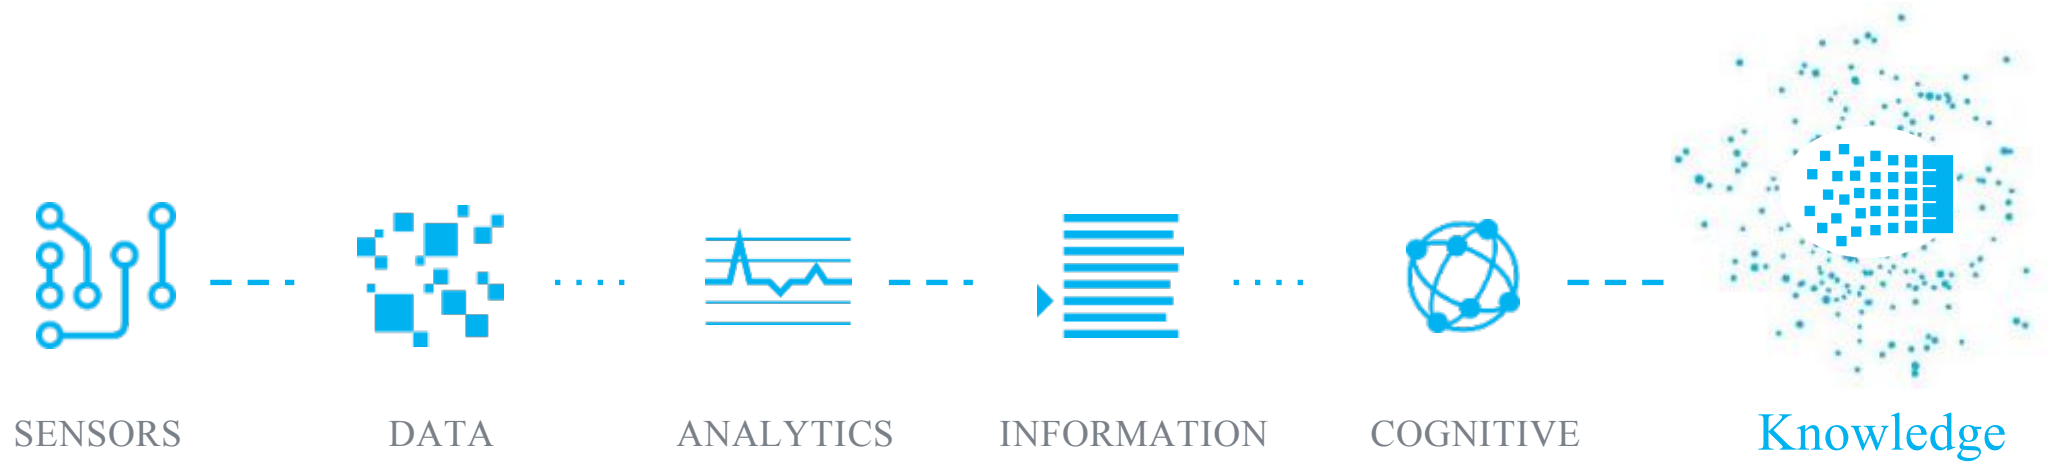 SENSORS DATA ANALYTICS INFORMATION COGNITIVE Knowledge